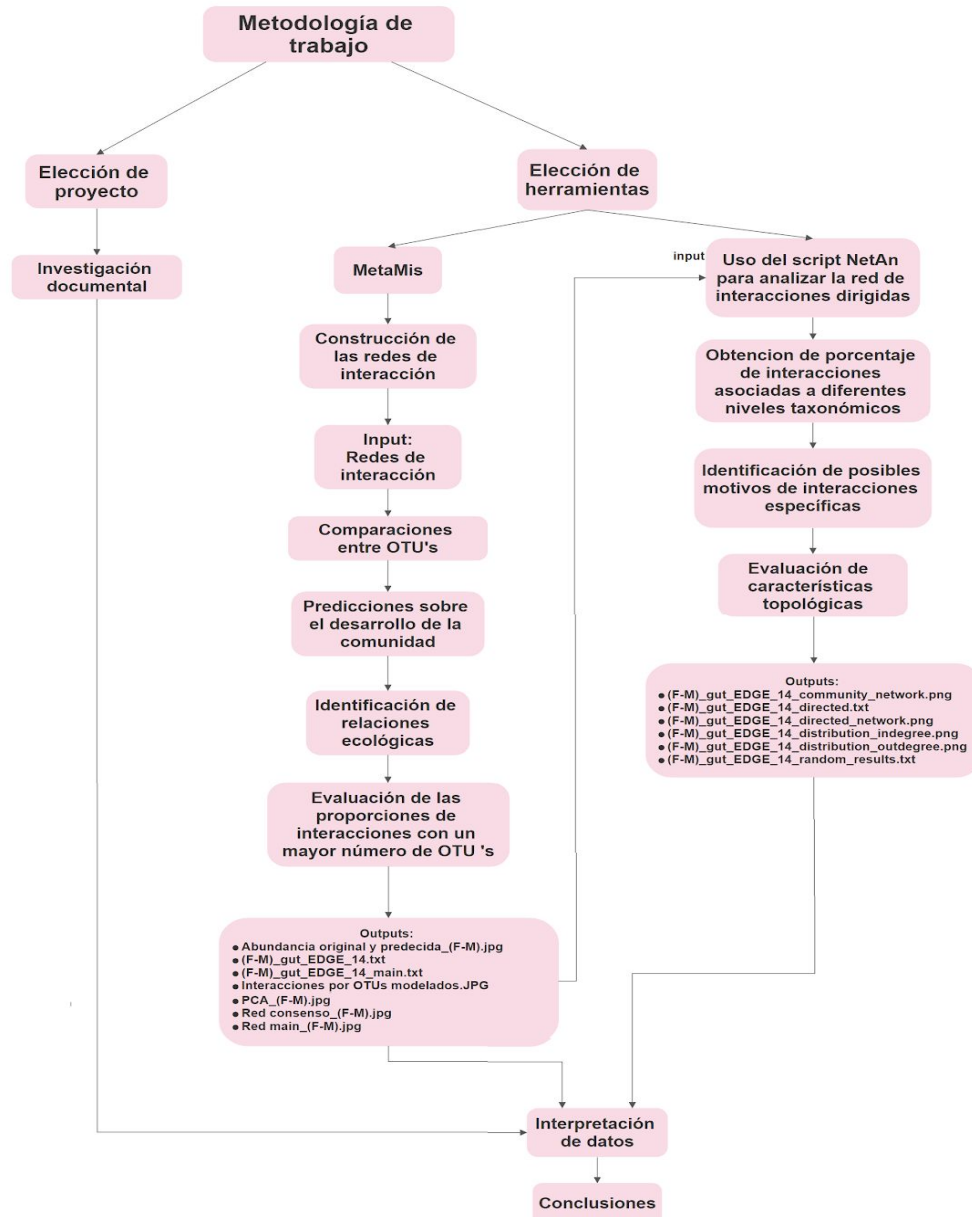 Metodología de
trabajo
Elección de
proyecto
Investigación
documental
Elección de
herramientas
MetaMis
Construcción de
las redes de
interacción
Input:
Redes de
interacción
Comparaciones
entre OTU's
Predicciones sobre
el desarrollo de la
comunidad
Identificación de
relaciones
ecológicas
Evaluación de las
proporciones de
interacciones con un
mayor número de OTU 's
Outputs:
● Abundancia original y predecida_(F-M).jpg
● (F-M)_gut_EDGE_14.txt
● (F-M)_gut_EDGE_14_main.txt
● Interacciones por OTUs modelados.JPG
● PCA_(F-M).jpg
● Red consenso_(F-M).jpg
● Red main_(F-M).jpg
input
Uso del script NetAn
para analizar la red de
interacciones dirigidas
Obtencion de porcentaje
de interacciones
asociadas a diferentes
niveles taxonómicos
Identificación de posibles
motivos de interacciones
específicas
Evaluación de
características
topológicas
Outputs:
● (F-M)_gut_EDGE_14_community_network.png
● (F-M)_gut_EDGE_14_directed.txt
● (F-M)_gut_EDGE_14_directed_network.png
● (F-M)_gut_EDGE_14_distribution_indegree.png
● (F-M)_gut_EDGE_14_distribution_outdegree.png
● (F-M)_gut_EDGE_14_random_results.txt
Interpretación
de datos
Conclusiones